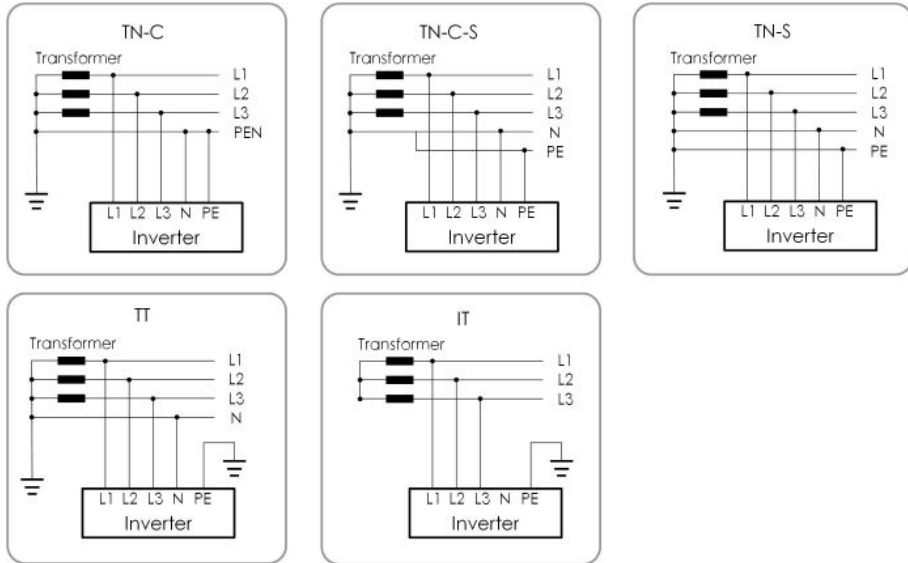 TN-C
Transformer
L1
L2
L3
PEN
L1 L2 L3 N PE
Inverter
TN-C-S
Transformer
L1
L2
L3
N
PE
L1 L2 L3 N PE
Inverter
TN-S
Transformer
L1
L2
L3
N
PE
L1 L2 L3 N PE
Inverter
TT
Transformer
L1
L2
L3
N
L1 L2 L3 N PE
Inverter
IT
Transformer
L1
L2
L3
L1 L2 L3 N PE
Inverter